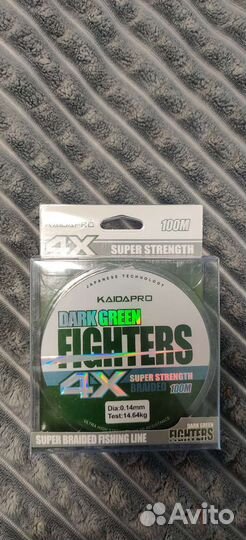 KAIDAPRO
100M
4X
SUPER STRENGTH
JAPANESE TECHNOLOGY
KAIDAPRO
DARK GREEN
FIGHTERS
4X
SUPER STRENGTH
BRAIDED
100M
Dia:0.14mm
Test:14.64kg
SUPER BRAIDED FISHING LINE
DARK GREEN
FIGHTERS
Avito